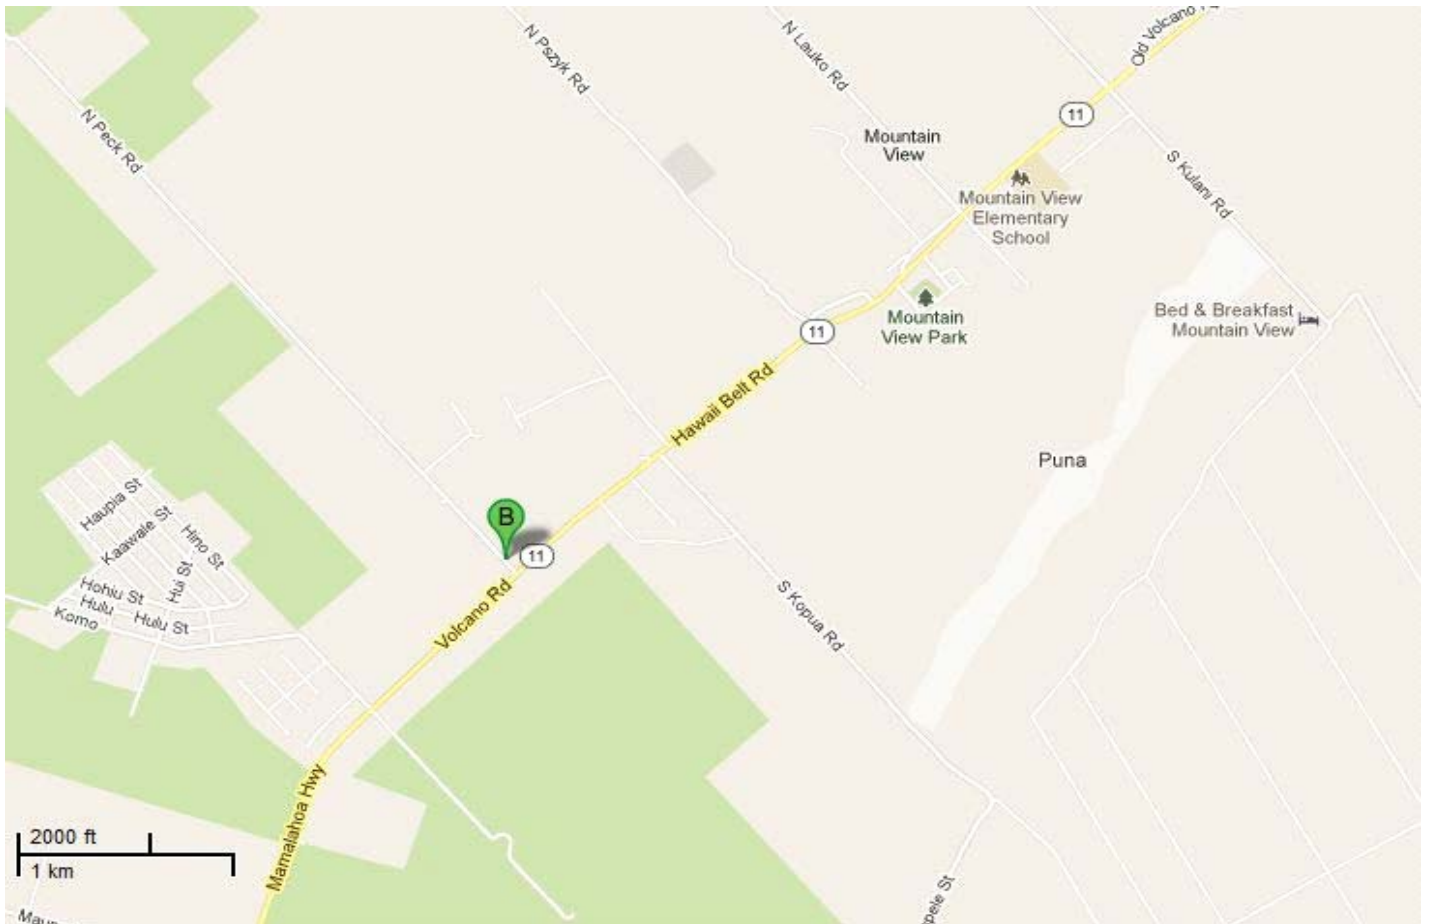 Old Volcano
N Pszyk Rd
N Lauko Rd
11
N Peck Rd
Mountain
View
S Kulani Rd
Mountain View
Elementary
School
Bed & Breakfast
Mountain View
Mountain
View Park
11
Hawaii Belt Rd
Puna
Haupia St
Kaawale St
Hino St
B
11
Hui St
Hohiu St
Hulu
Hulu St
Komo
Volcano Rd
S Kopua Rd
Mamalahoa Hwy
2000 ft
1 km